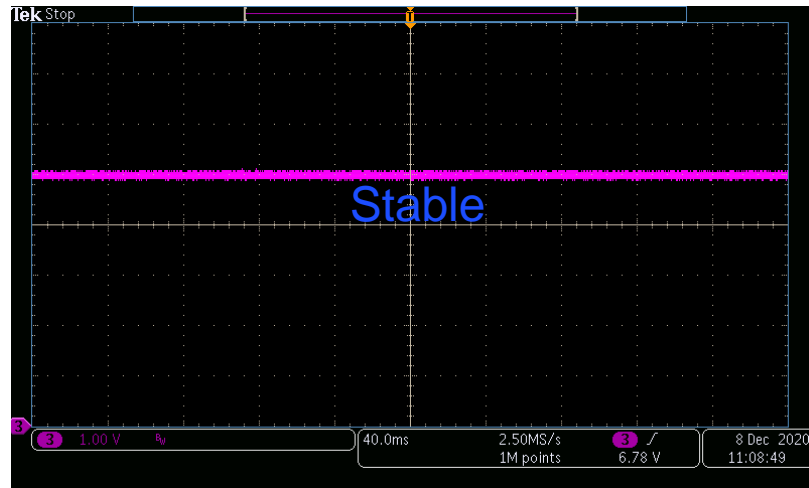 Tek Stop
T
Stable
3
3 1.00 V BW
40.0ms 2.50MS/s 3 8 Dec 2020
1M points 6.78 V 11:08:49